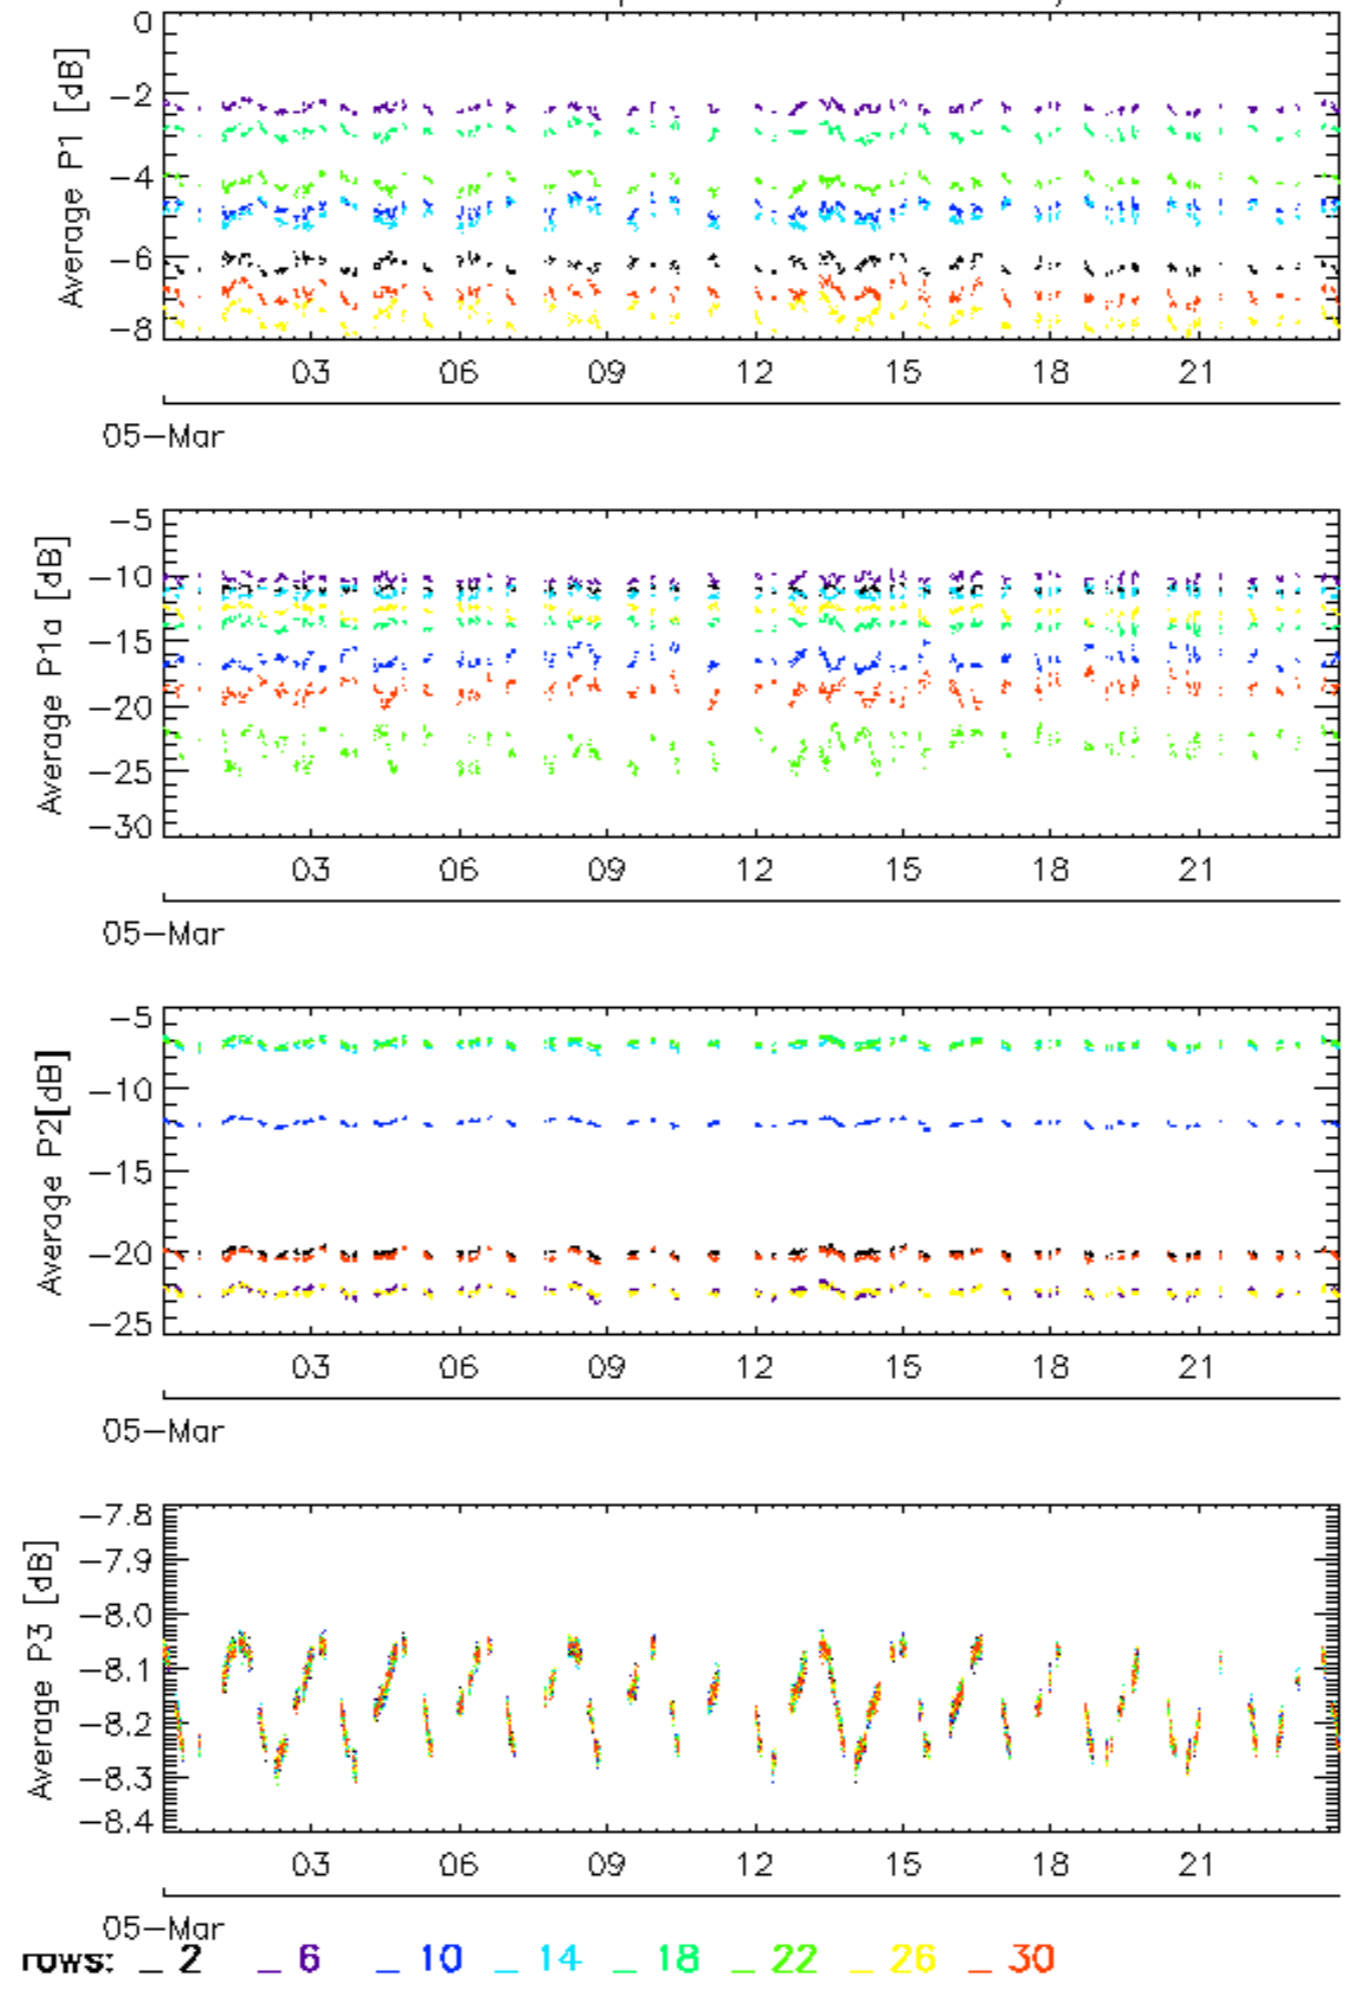 0
−2
−4
−6
−8
Average P1 [dB]
03 06 09 12 15 18 21
05−Mar
−5
−10
−15
−20
−25
−30
Average P1a [dB]
03 06 09 12 15 18 21
05−Mar
−5
−10
−15
−20
−25
Average P2[dB]
03 06 09 12 15 18 21
05−Mar
−7.8
−7.9
−8.0
−8.1
−8.2
−8.3
−8.4
Average P3 [dB]
03 06 09 12 15 18 21
05−Mar
rows: _ 2 _ 6 _ 10 _ 14 _ 18 _ 22 _ 26 _ 30